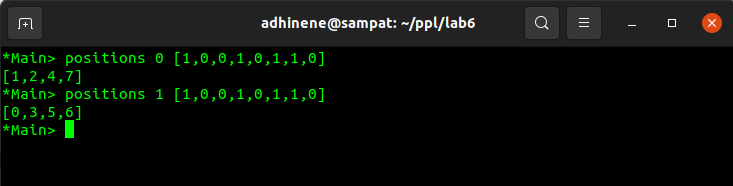 adhinene@sampat: ~/ppl/lab6
*Main> positions 0 [1,0,0,1,0,1,1,0]
[1,2,4,7]
*Main> positions 1 [1,0,0,1,0,1,1,0]
[0,3,5,6]
*Main>